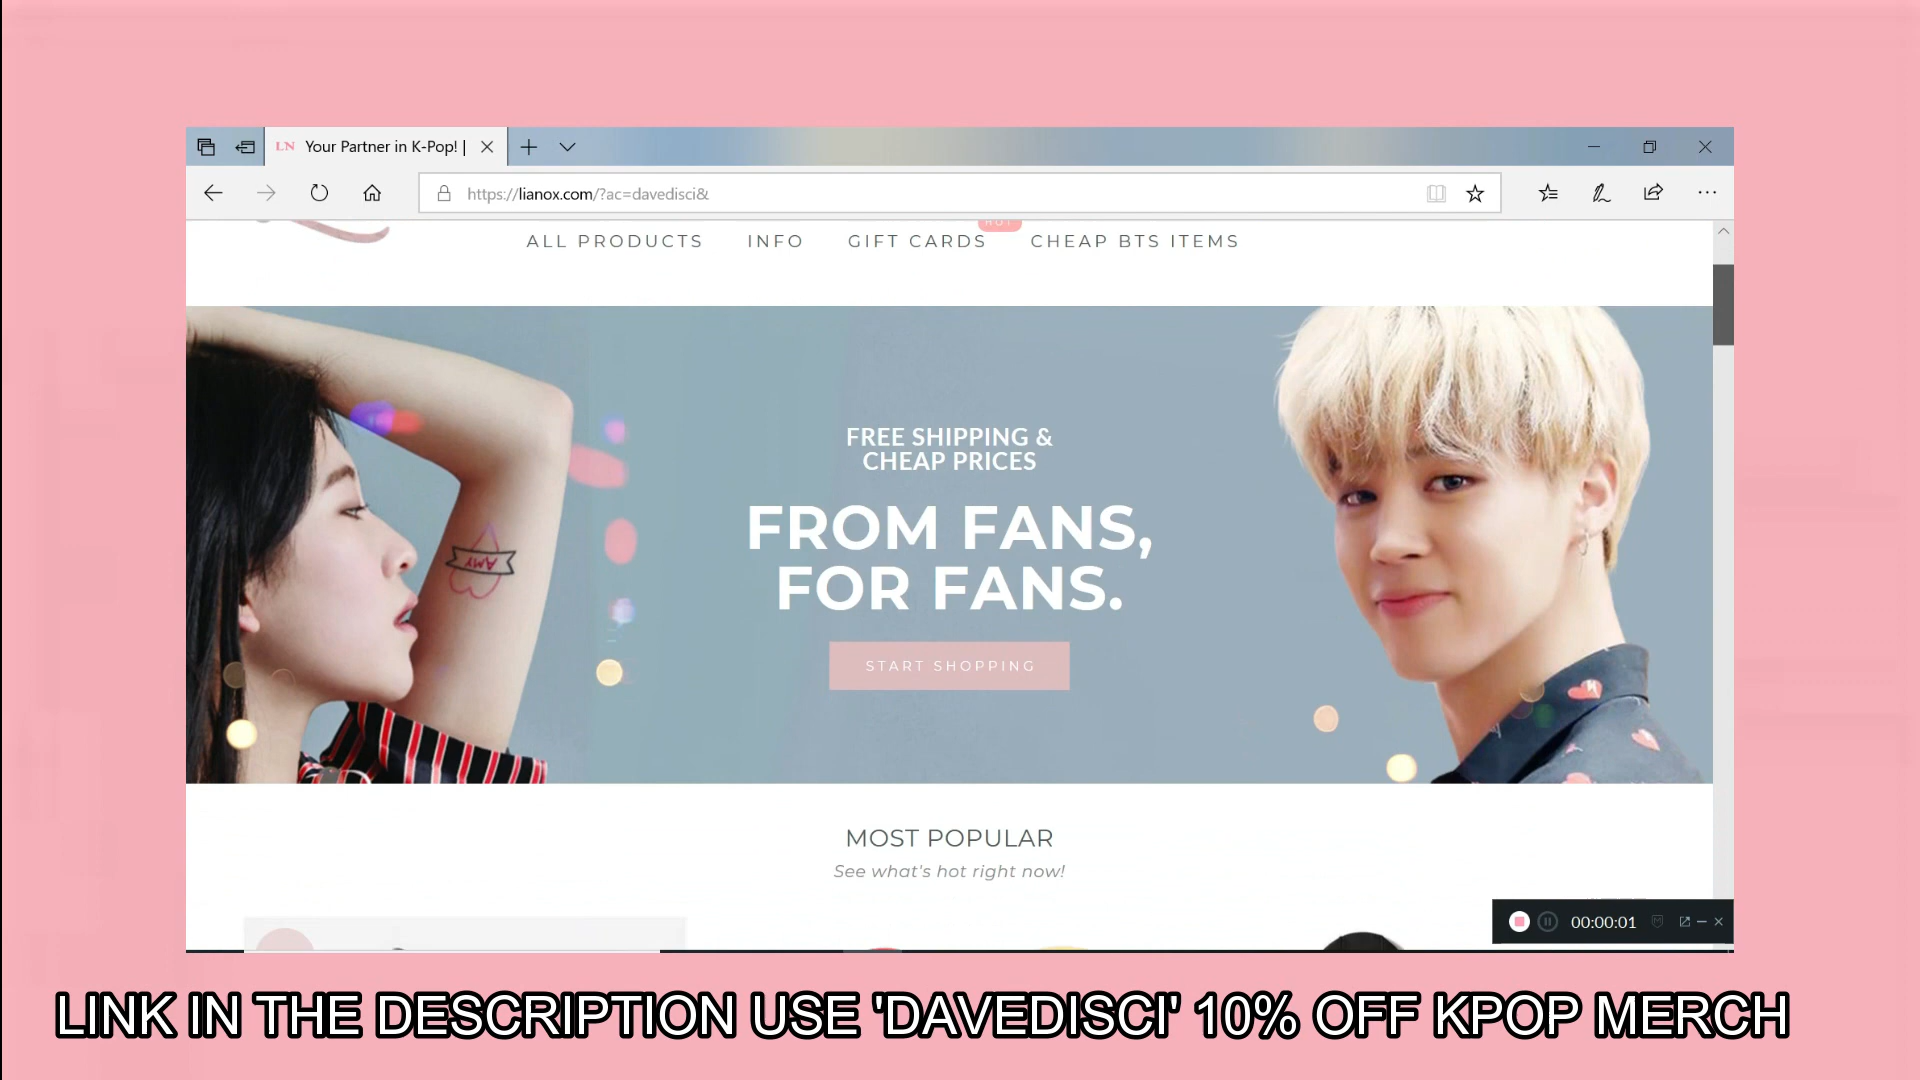 LN Your Partner in K-Pop! |
https://lianox.com/?ac=davedisci&
HOT
ALL PRODUCTS INFO GIFT CARDS CHEAP BTS ITEMS
FREE SHIPPING &
CHEAP PRICES
FROM FANS,
FOR FANS.
START SHOPPING
AMY
MOST POPULAR
See what's hot right now!
00:00:01
LINK IN THE DESCRIPTION USE 'DAVEDISCI' 10% OFF KPOP MERCH